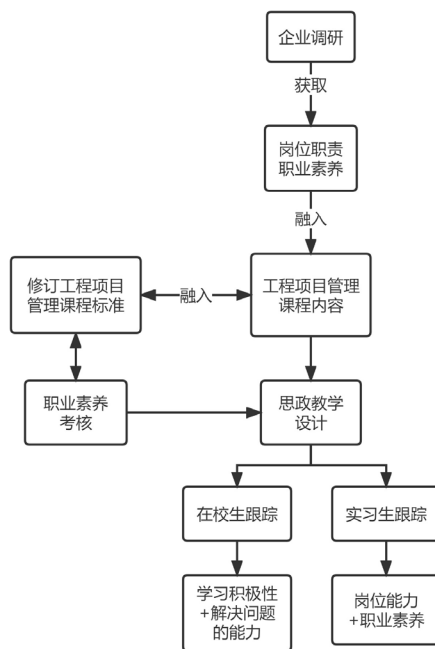 企业调研
获取
岗位职责
职业素养
融入
修订工程项目
管理课程标准
融入
工程项目管理
课程内容
职业素养
考核
思政教学
设计
在校生跟踪
实习生跟踪
学习积极性
+解决问题
的能力
岗位能力
+职业素养